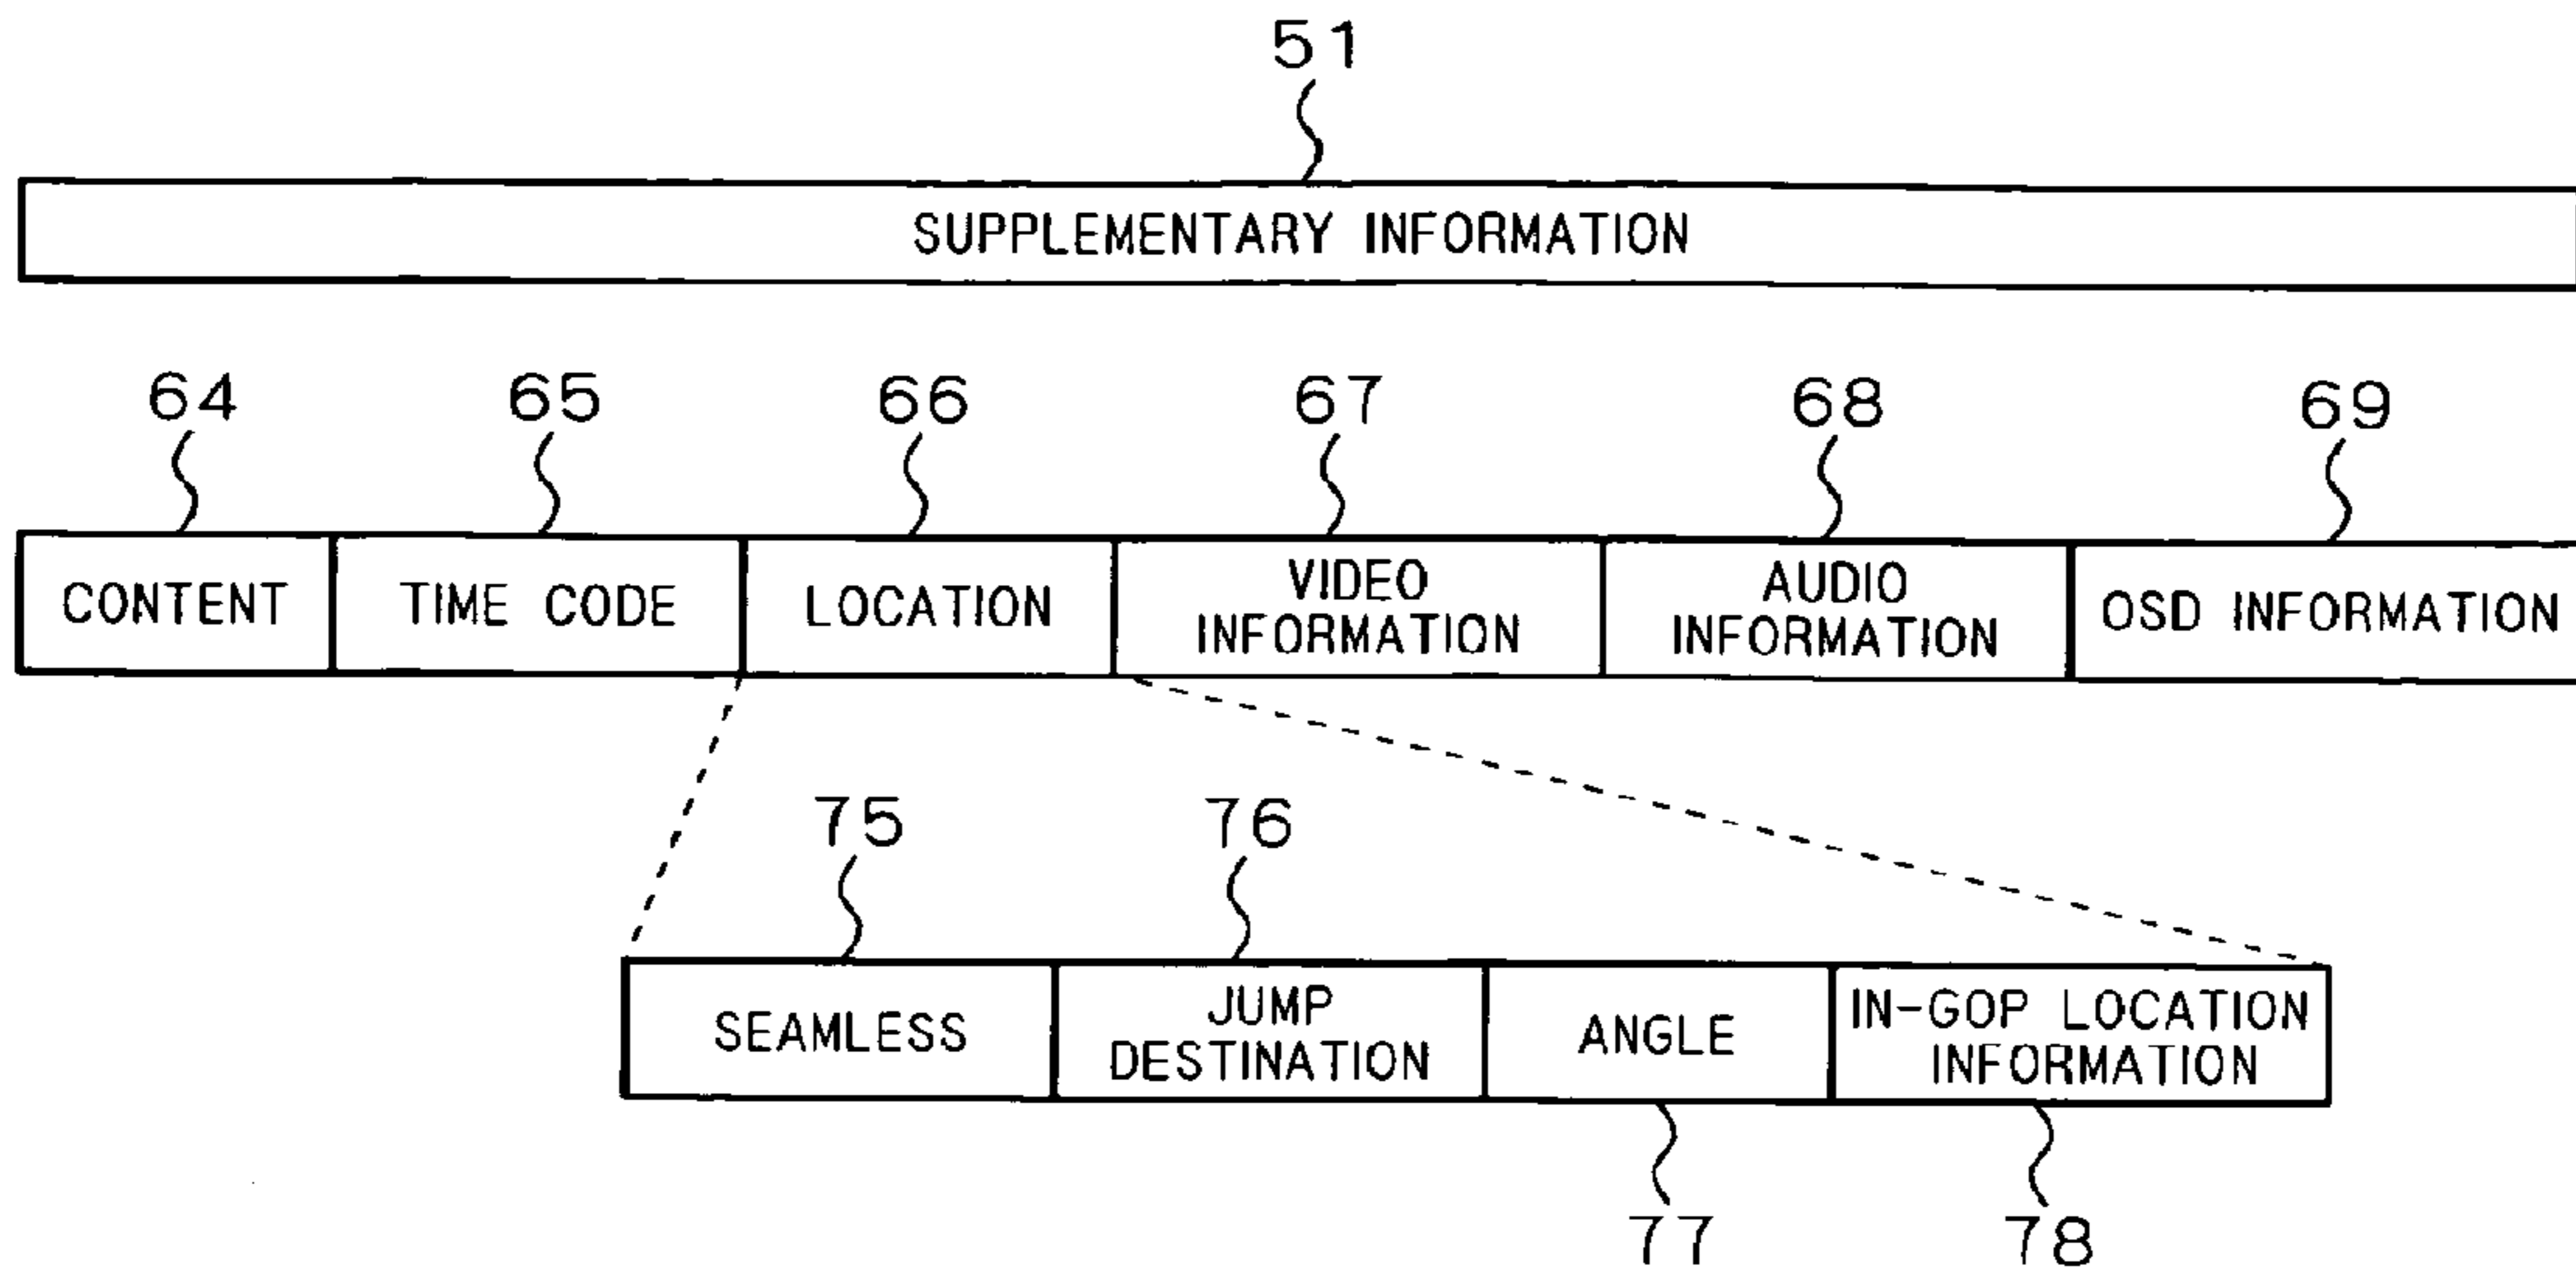 51
SUPPLEMENTARY INFORMATION
64 65 66 67 68 69
CONTENT
TIME CODE
LOCATION
VIDEO
INFORMATION
AUDIO
INFORMATION
OSD INFORMATION
75 76
SEAMLESS
JUMP
DESTINATION
ANGLE
IN-GOP LOCATION
INFORMATION
77 78